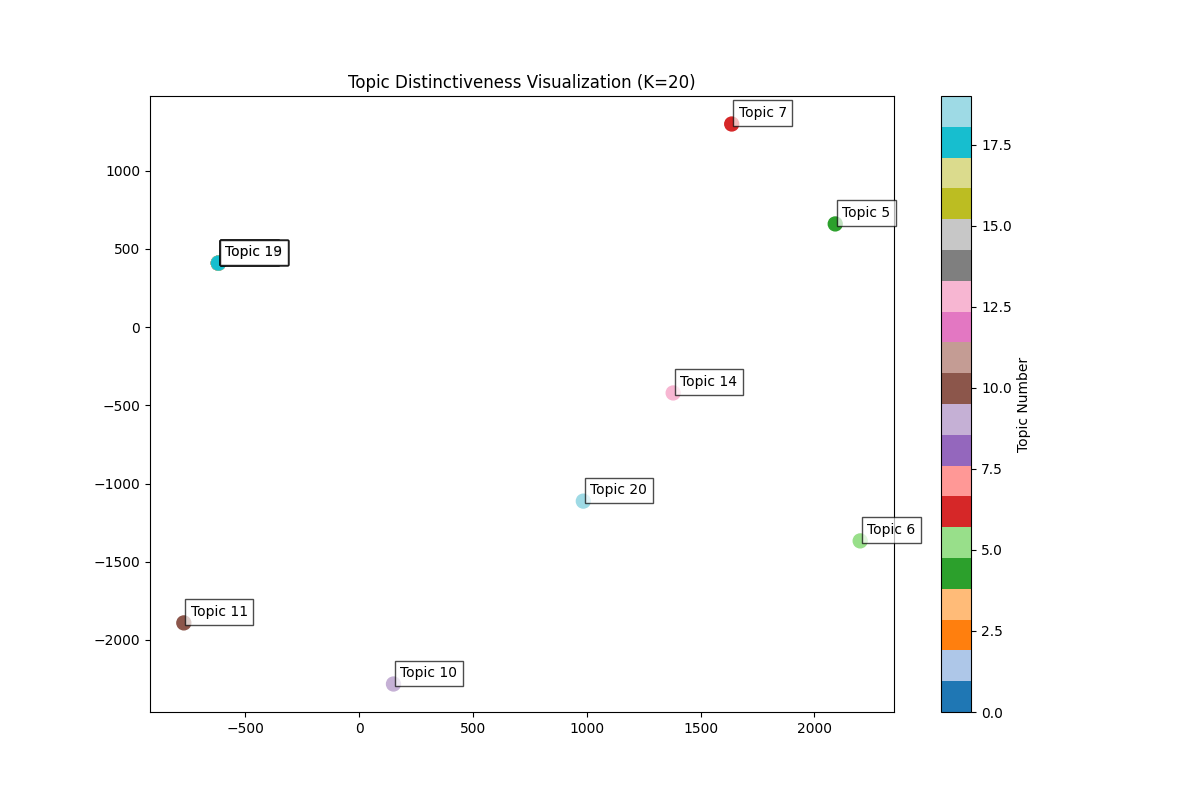 Topic Distinctiveness Visualization (K=20)
Topic 7
Topic 5
Topic 19
Topic 14
Topic 20
Topic 6
Topic 11
Topic 10
1000
500
0
−500
−1000
−1500
−2000
−500
0
500
1000
1500
2000
17.5
15.0
12.5
10.0
7.5
5.0
2.5
0.0
Topic Number